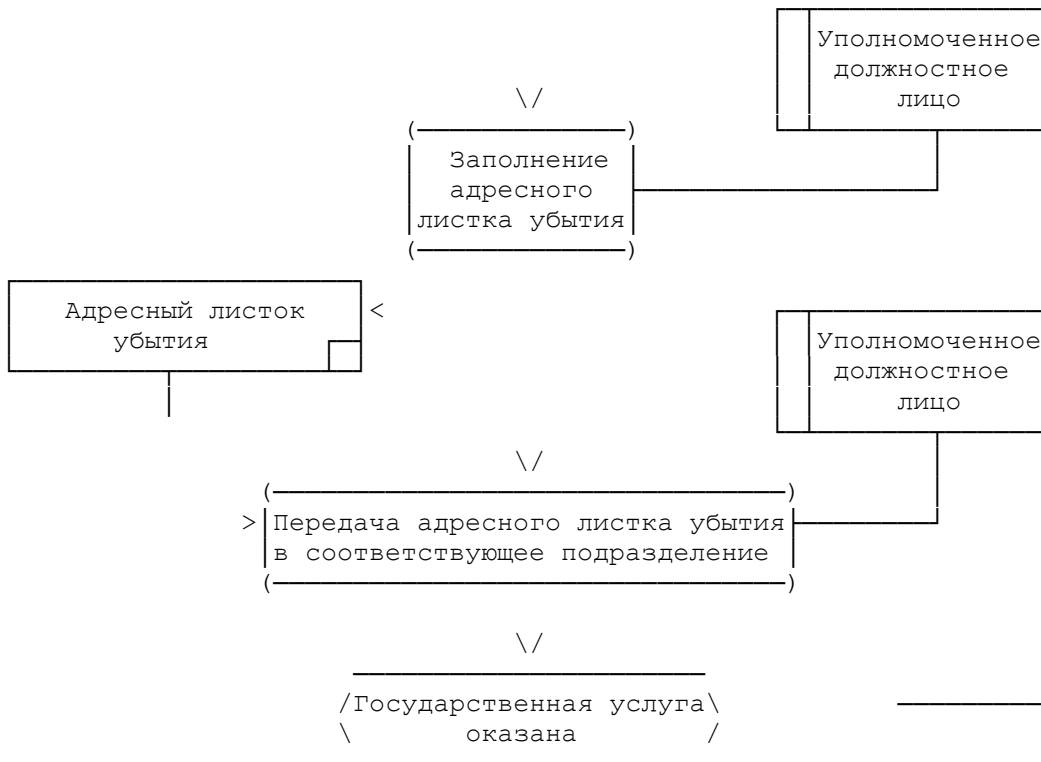 Уполномоченное
должностное
лицо
Заполнение
адресного
листка убытия
Адресный листок
убытия
Уполномоченное
должностное
лицо
Передача адресного листка убытия
в соответствующее подразделение
Государственная услуга
оказана